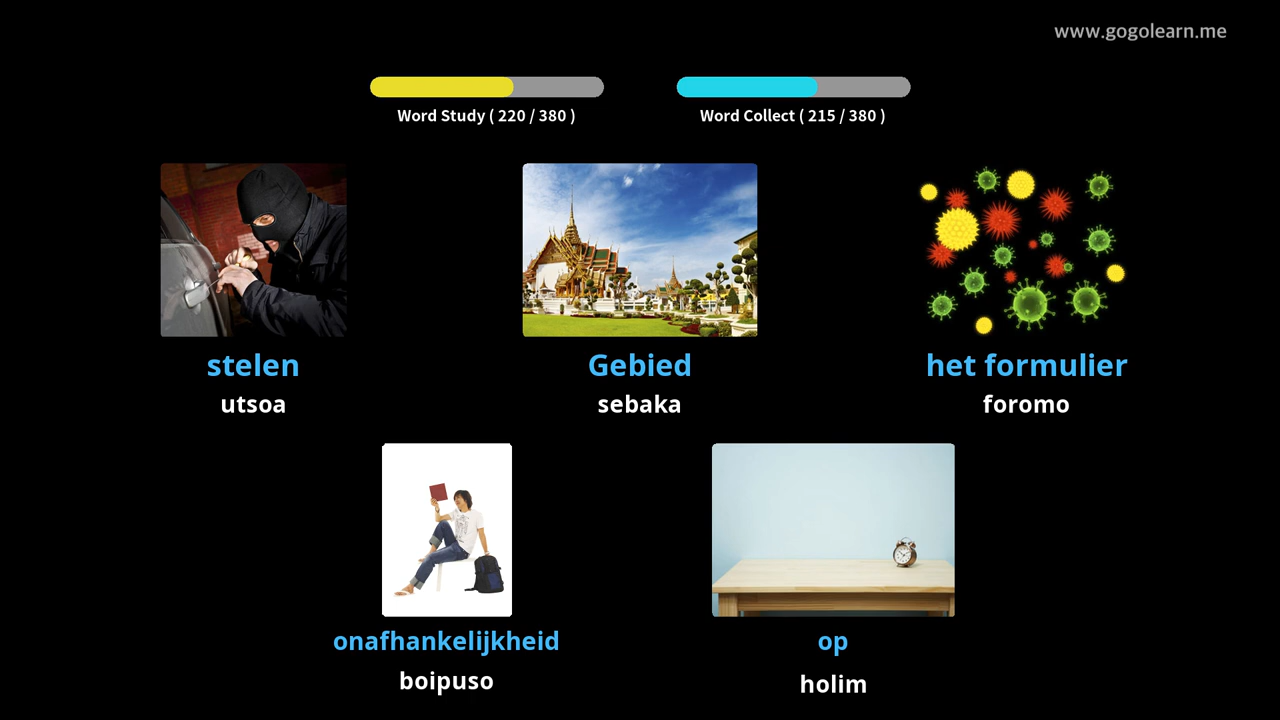 www.gogolearn.me
Word Study ( 220 / 380 )
Word Collect ( 215 / 380 )
stelen
utsoa
Gebied
sebaka
het formulier
foromo
onafhankelijkheid
boipuso
op
holim